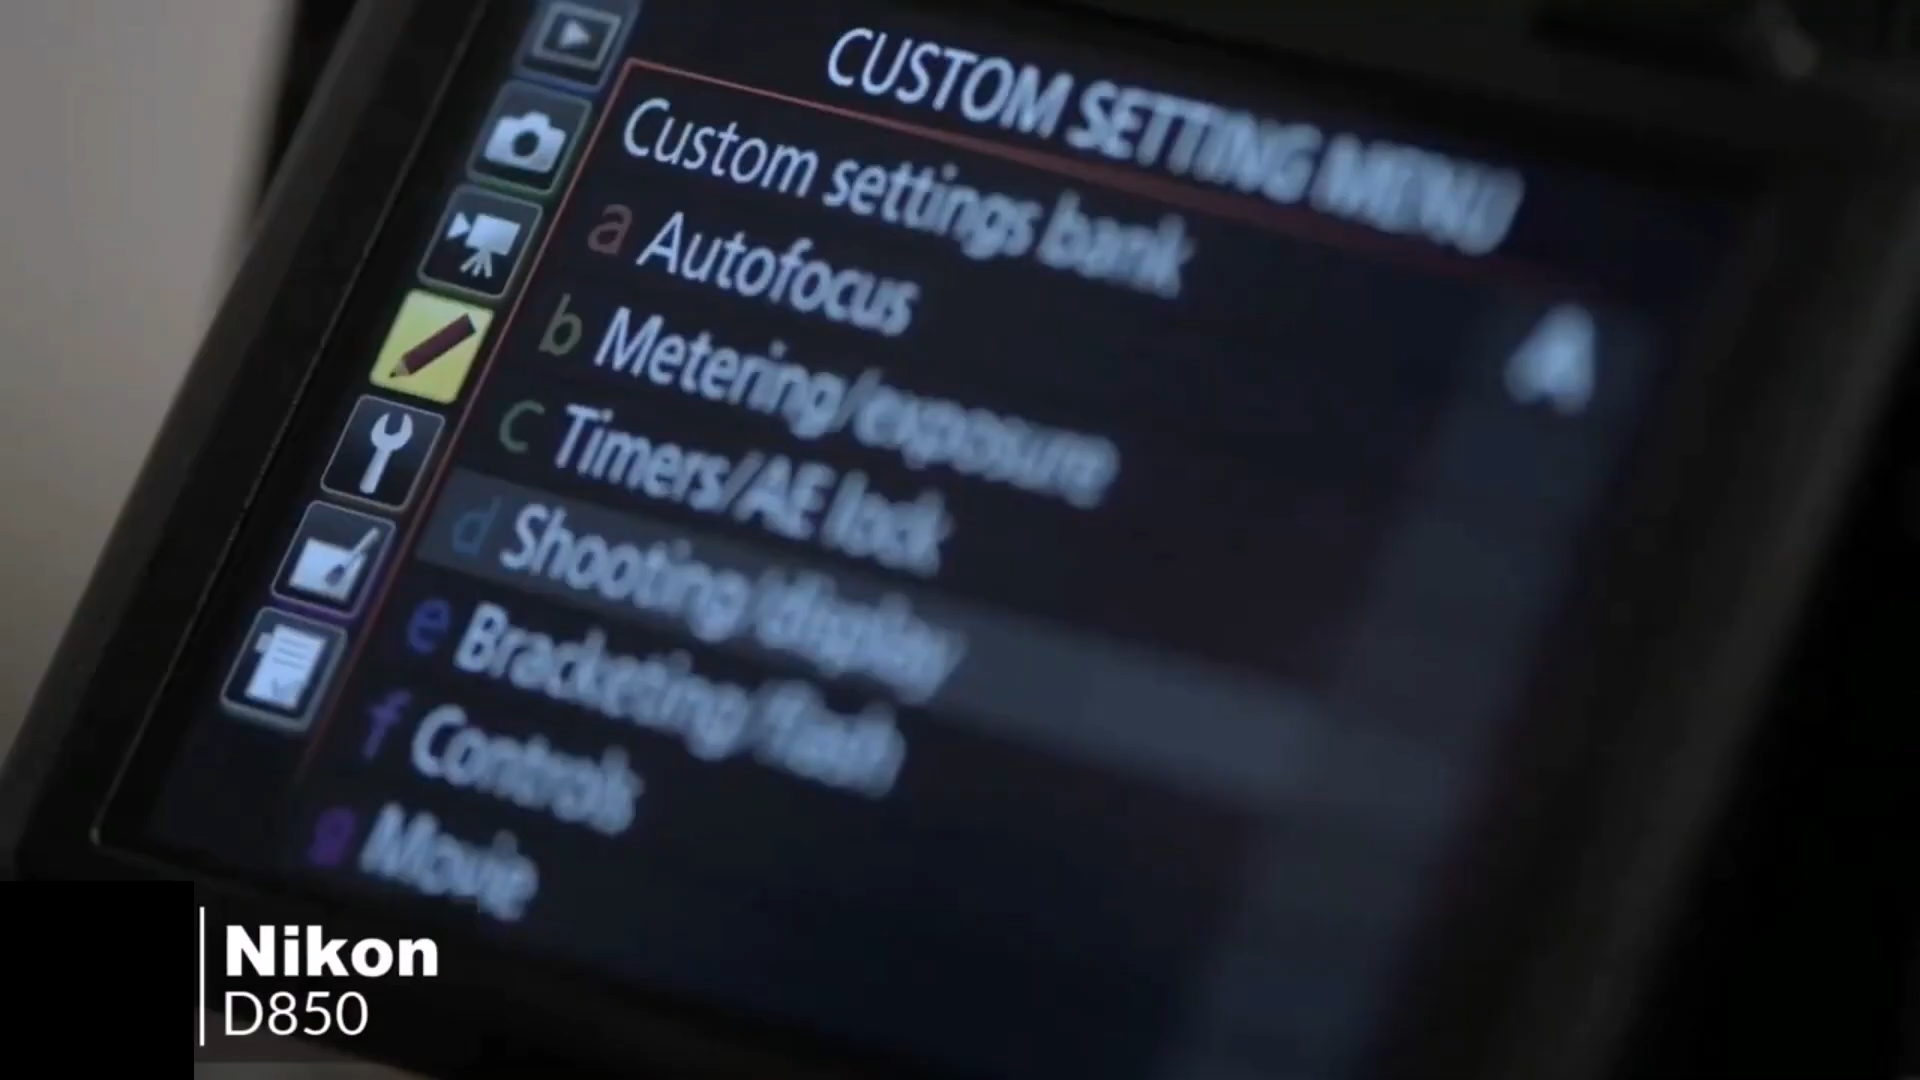 CUSTOM SETTING MENU
Custom settings bank
A
a Autofocus
b Metering/exposure
c Timers/AE lock
d Shooting/display
e Bracketing/flash
f Controls
g Movie
Nikon
D850